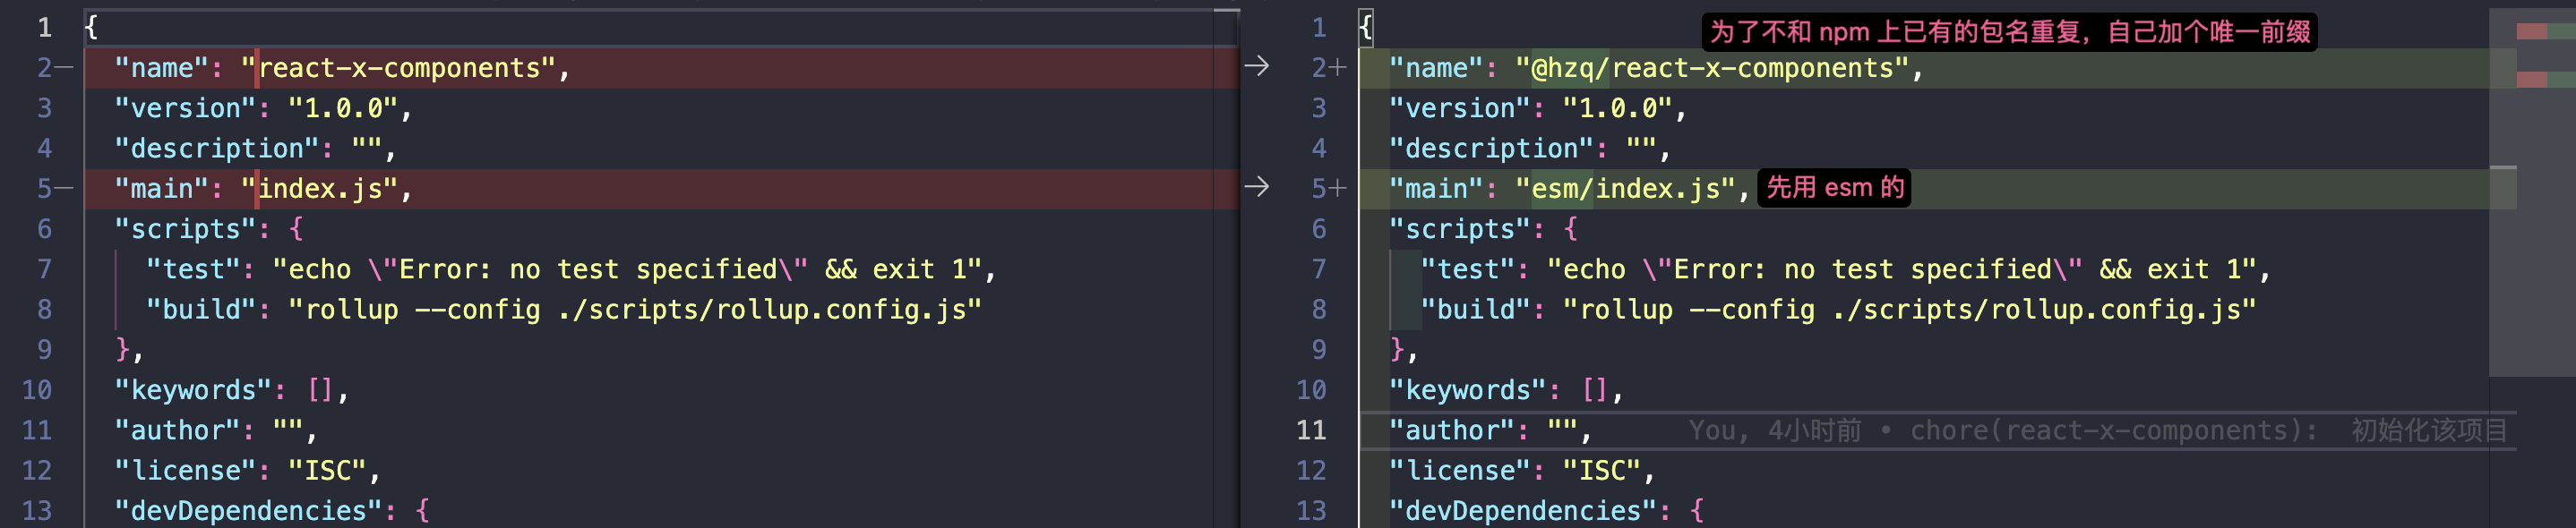 1 {
2— "name": "react-x-components",
3 "version": "1.0.0",
4 "description": "",
5— "main": "index.js",
6 "scripts": {
7 "test": "echo \"Error: no test specified\" && exit 1",
8 "build": "rollup --config ./scripts/rollup.config.js"
9 },
10 "keywords": [],
11 "author": "",
12 "license": "ISC",
13 "devDependencies": {
1 { 为了不和 npm 上已有的包名重复，自己加个唯一前缀
→ 2+ "name": "@hzq/react-x-components",
3 "version": "1.0.0",
4 "description": "",
→ 5+ "main": "esm/index.js", 先用 esm 的
6 "scripts": {
7 "test": "echo \"Error: no test specified\" && exit 1",
8 "build": "rollup --config ./scripts/rollup.config.js"
9 },
10 "keywords": [],
11 "author": "", You, 4小时前 • chore(react-x-components): 初始化该项目
12 "license": "ISC",
13 "devDependencies": {